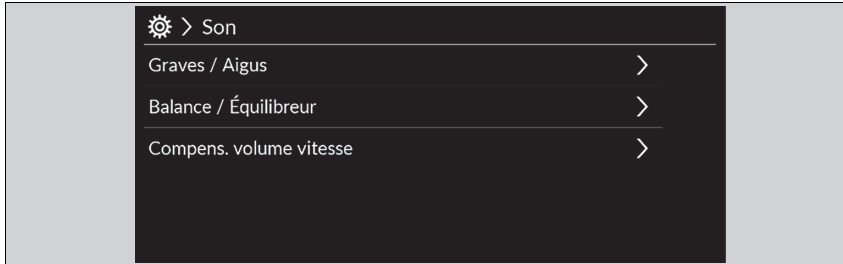 > Son
Graves / Aigus >
Balance / Équilibreur >
Compens. volume vitesse >